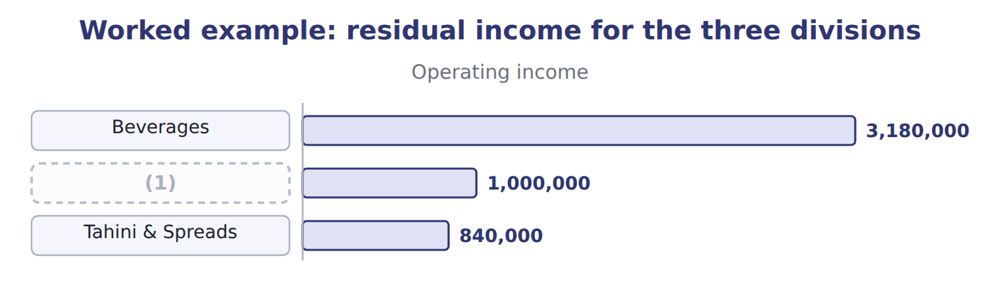 Worked example: residual income for the three divisions
Operating income
Beverages
3,180,000
(1)
1,000,000
Tahini & Spreads
840,000